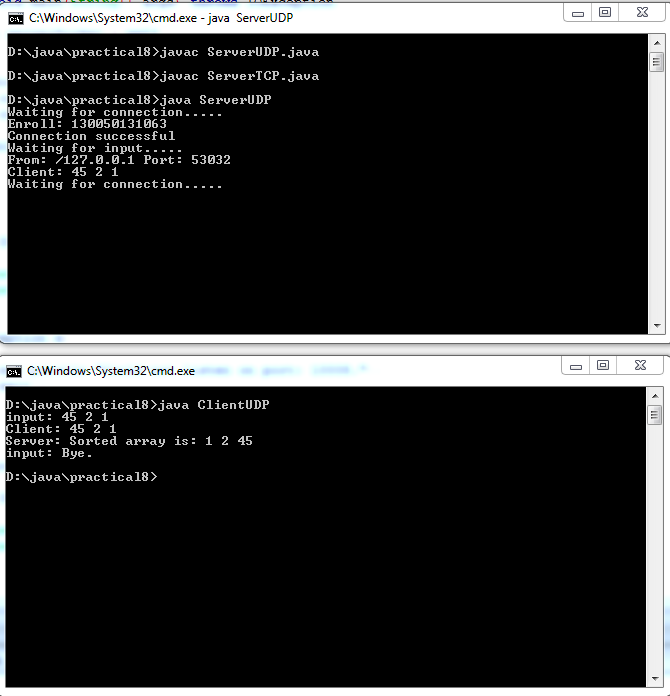 C:\Windows\System32\cmd.exe - java ServerUDP
D:\java\practical8>javac ServerUDP.java
D:\java\practical8>javac ServerTCP.java
D:\java\practical8>java ServerUDP
Waiting for connection.....
Enroll: 130050131063
Connection successful
Waiting for input.....
From: /127.0.0.1 Port: 53032
Client: 45 2 1
Waiting for connection.....
C:\Windows\System32\cmd.exe
D:\java\practical8>java ClientUDP
input: 45 2 1
Client: 45 2 1
Server: Sorted array is: 1 2 45
input: Bye.
D:\java\practical8>